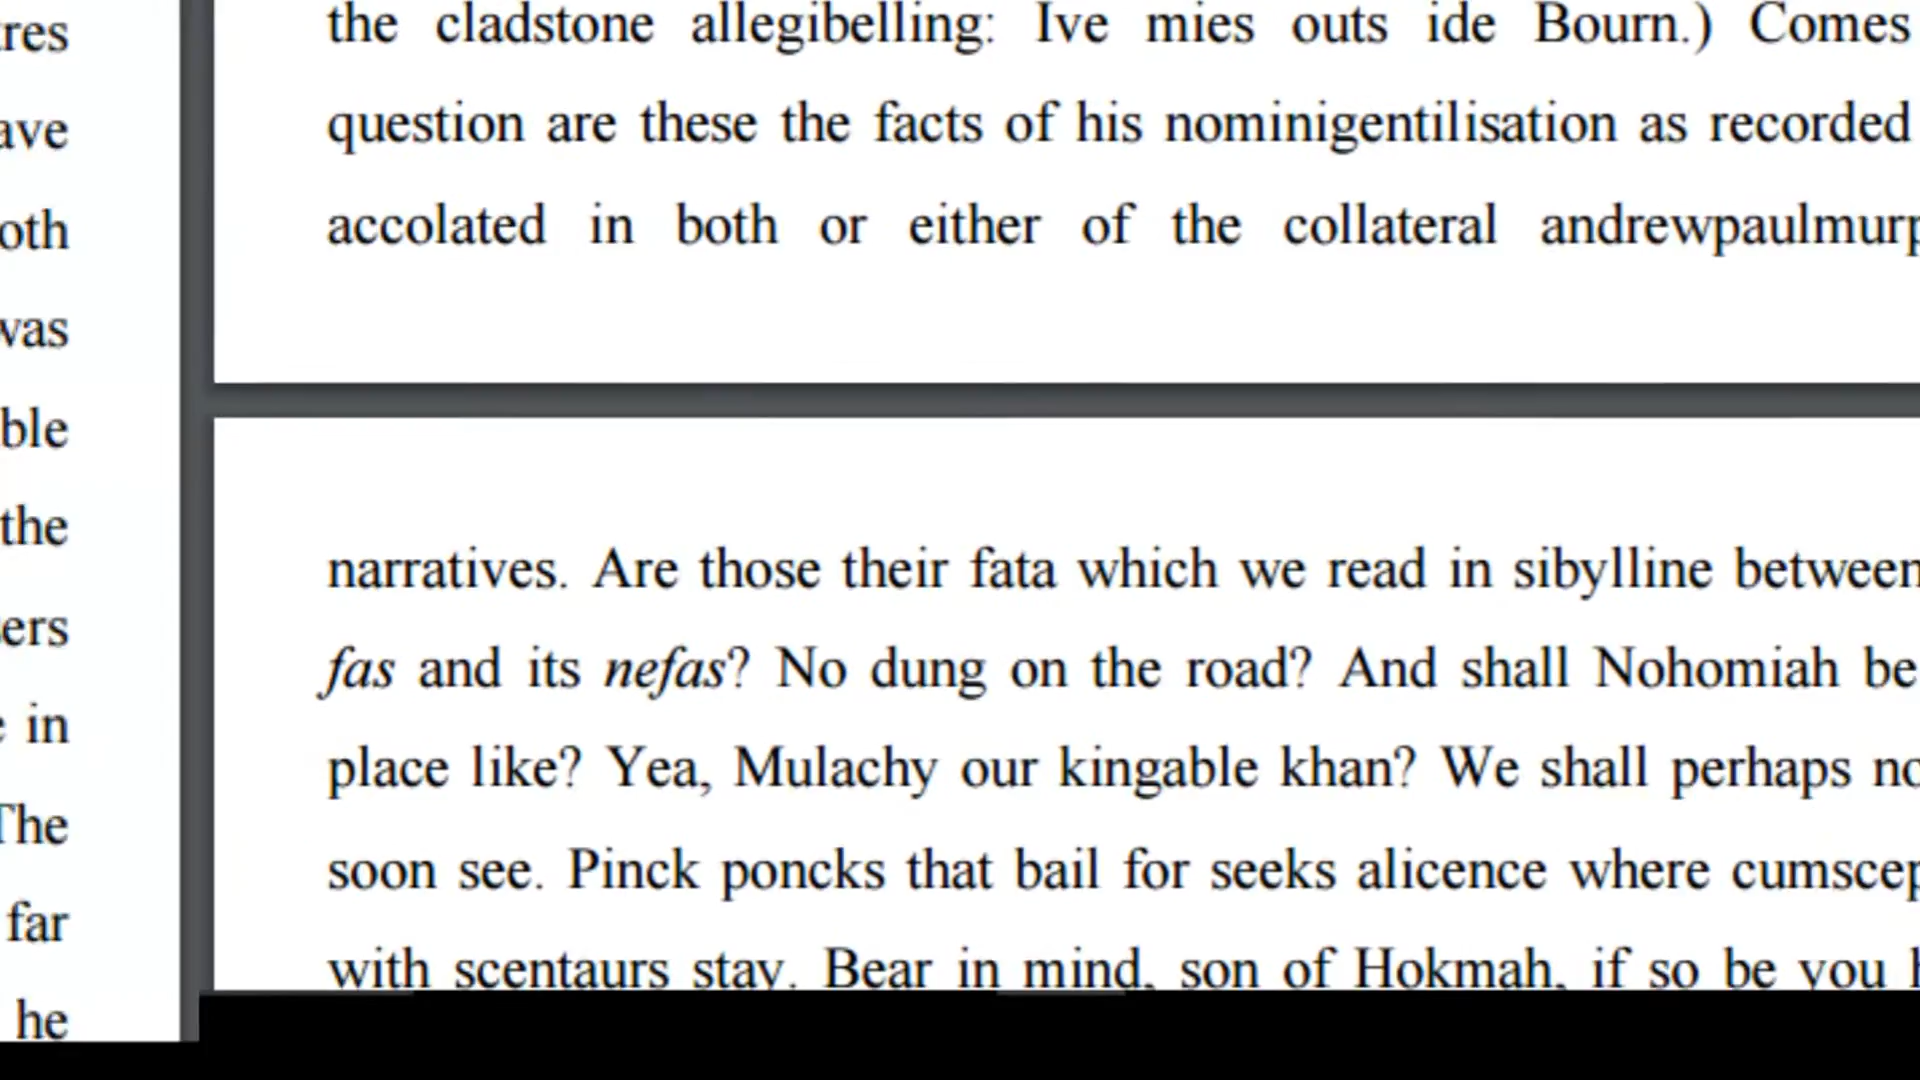 res
ave
oth
was
ble
the
ers
e in
The
far
he
the cladstone allegibelling: Ive mies outs ide Bourn.) Comes
question are these the facts of his nominigentilisation as recorded
accolated in both or either of the collateral andrewpaulmurp
narratives. Are those their fata which we read in sibylline between
fas and its nefas? No dung on the road? And shall Nohomiah be
place like? Yea, Mulachy our kingable khan? We shall perhaps no
soon see. Pinck poncks that bail for seeks alicence where cumscep
with scentaurs stay. Bear in mind, son of Hokmah, if so be you h